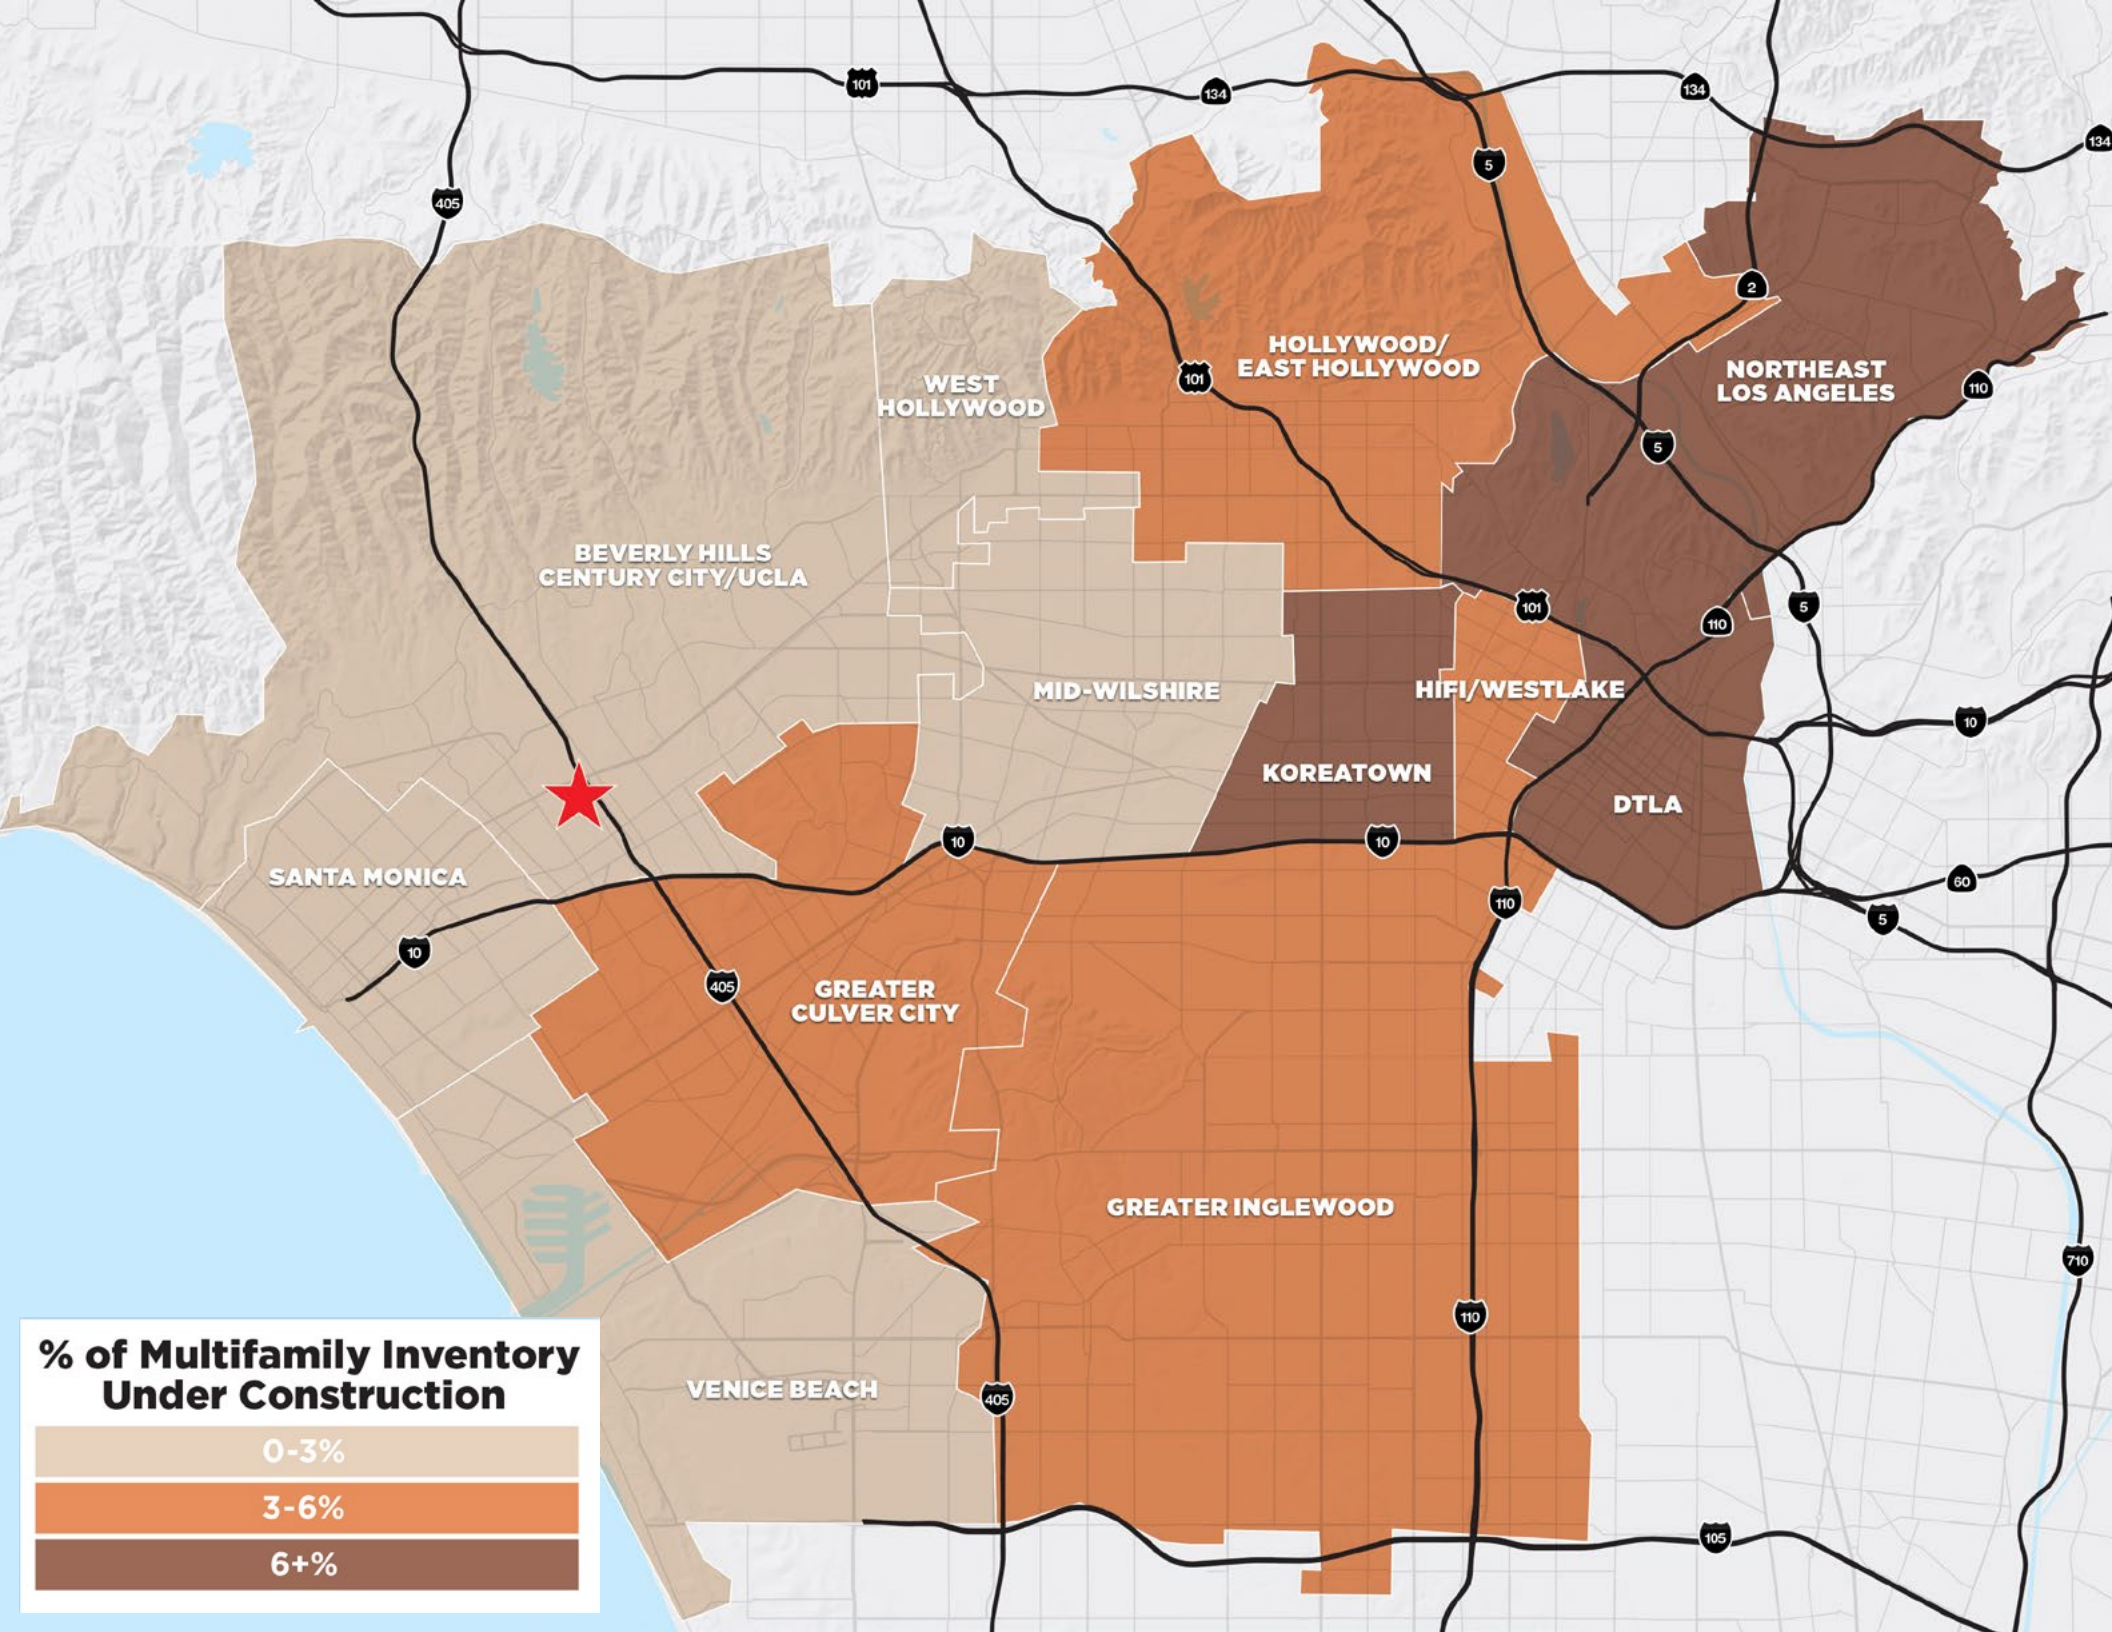 101
134
134
134
5
405
2
HOLLYWOOD/
EAST HOLLYWOOD
101
WEST
HOLLYWOOD
NORTHEAST
LOS ANGELES
110
5
BEVERLY HILLS
CENTURY CITY/UCLA
101
5
110
MID-WILSHIRE
HIFI/WESTLAKE
10
KOREATOWN
DTLA
10
10
SANTA MONICA
60
110
5
10
405
GREATER
CULVER CITY
GREATER INGLEWOOD
710
110
VENICE BEACH
405
105
% of Multifamily Inventory
Under Construction
0-3%
3-6%
6+%